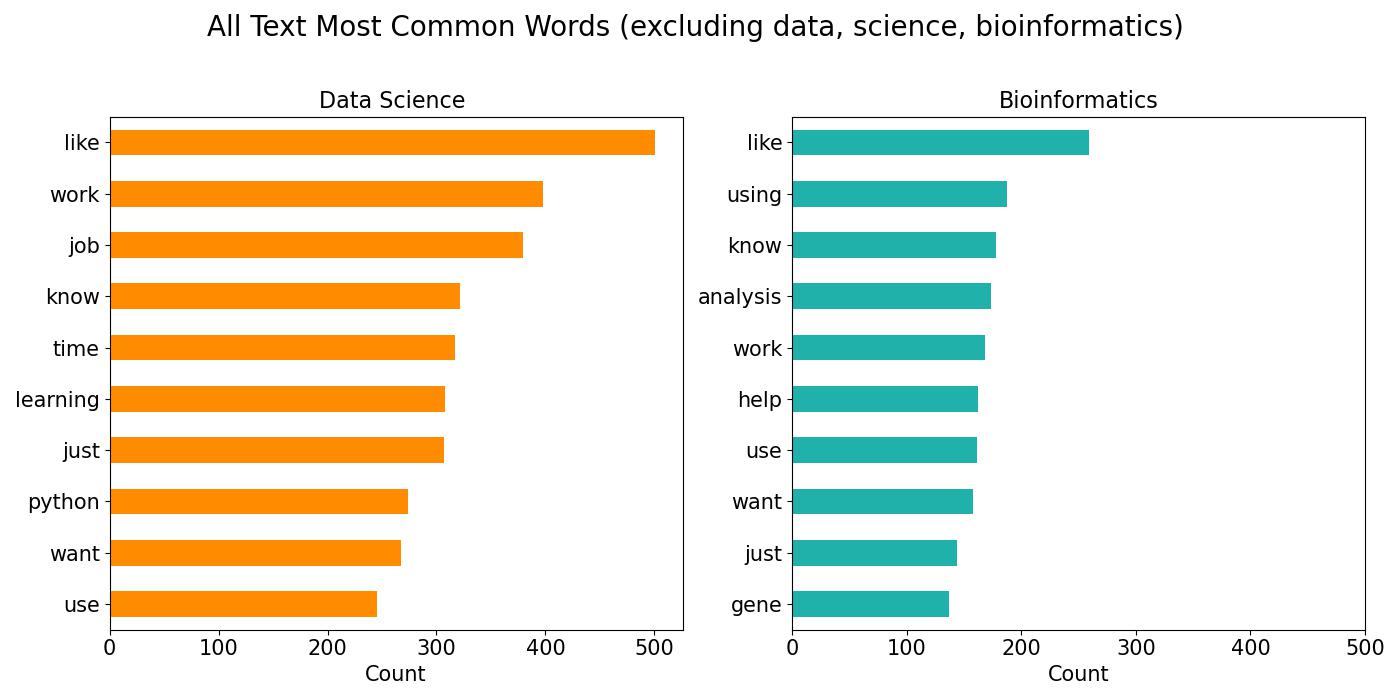 All Text Most Common Words (excluding data, science, bioinformatics)
Data Science
like
work
job
know
time
learning
just
python
want
use
0 100 200 300 400 500
Count
Bioinformatics
like
using
know
analysis
work
help
use
want
just
gene
0 100 200 300 400 500
Count